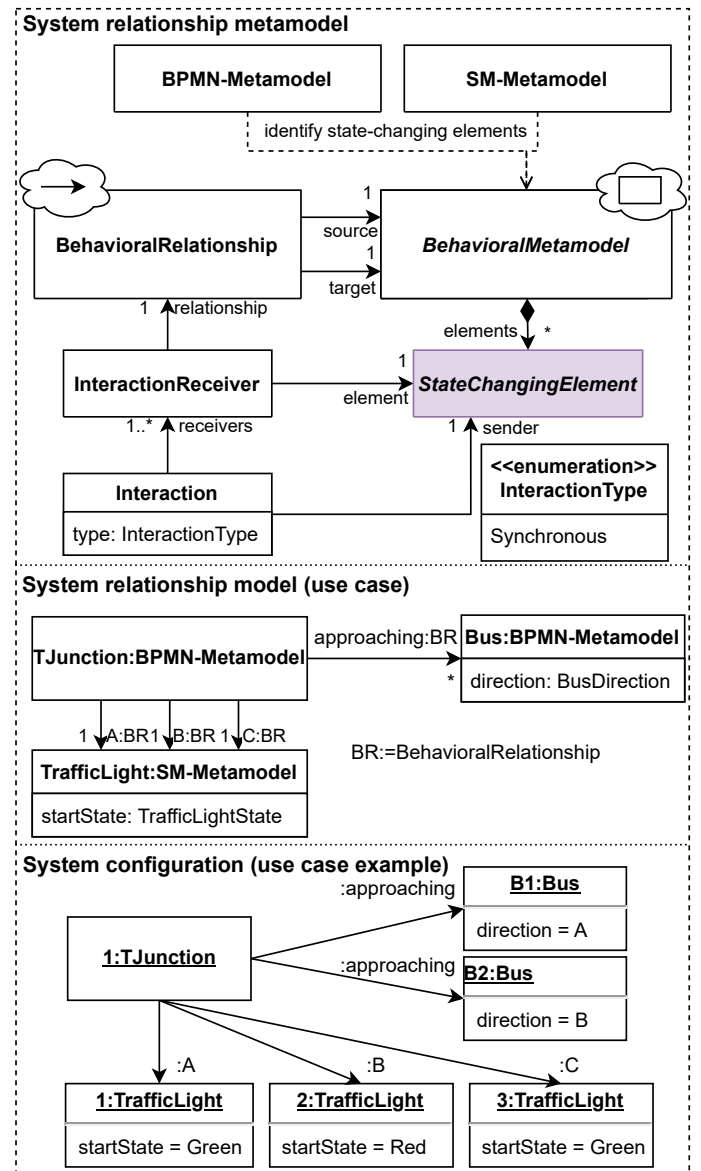 System relationship metamodel
BPMN-Metamodel
SM-Metamodel
identify state-changing elements
BehavioralRelationship
1
source
1
target
BehavioralMetamodel
1
relationship
elements
*
InteractionReceiver
1
element
StateChangingElement
1..*
receivers
1
sender
Interaction
type: InteractionType
<<enumeration>>
InteractionType
Synchronous
System relationship model (use case)
TJunction:BPMN-Metamodel
approaching:BR
*
Bus:BPMN-Metamodel
direction: BusDirection
1
A:BR
1
B:BR
1
C:BR
BR:=BehavioralRelationship
TrafficLight:SM-Metamodel
startState: TrafficLightState
System configuration (use case example)
:approaching
B1:Bus
direction = A
1:TJunction
:approaching
B2:Bus
direction = B
:A
:B
:C
1:TrafficLight
startState = Green
2:TrafficLight
startState = Red
3:TrafficLight
startState = Green